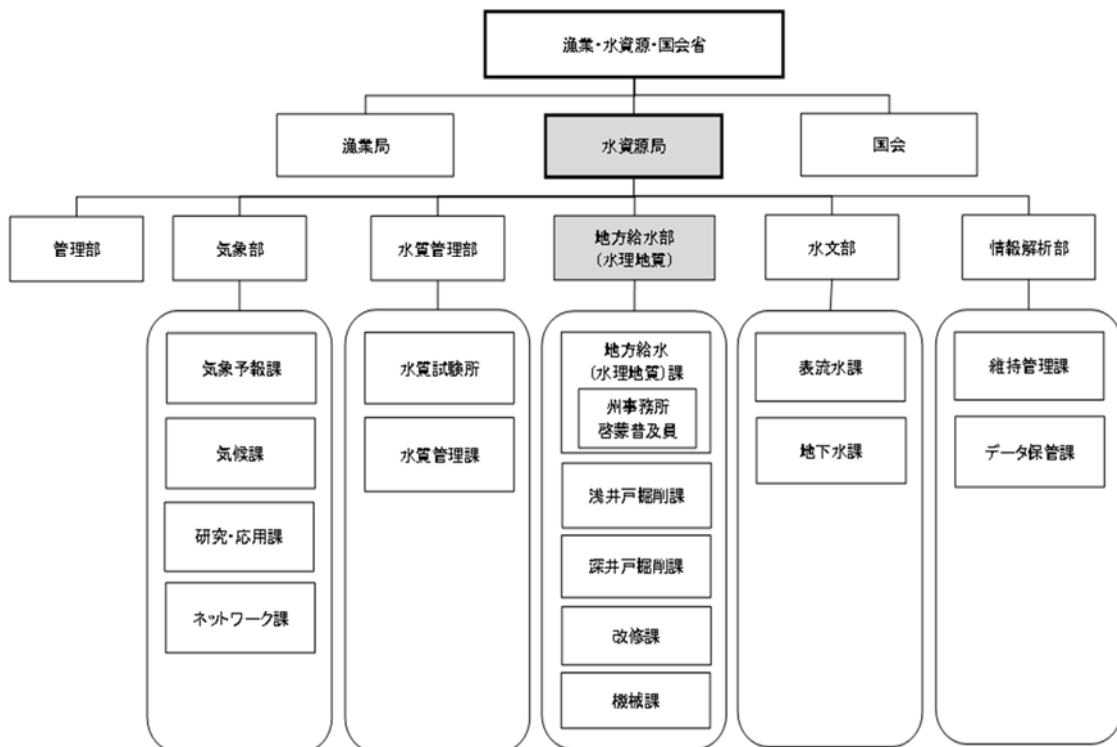 漁業・水資源・国会省
漁業局
水資源局
国会
管理部
気象部
水質管理部
地方給水部
(水理地質)
水文部
情報解析部
気象予報課
気候課
研究・応用課
ネットワーク課
水質試験所
水質管理課
地方給水
(水理地質)課
州事務所
啓蒙普及員
浅井戸掘削課
深井戸掘削課
改修課
機械課
表流水課
地下水課
維持管理課
データ保管課